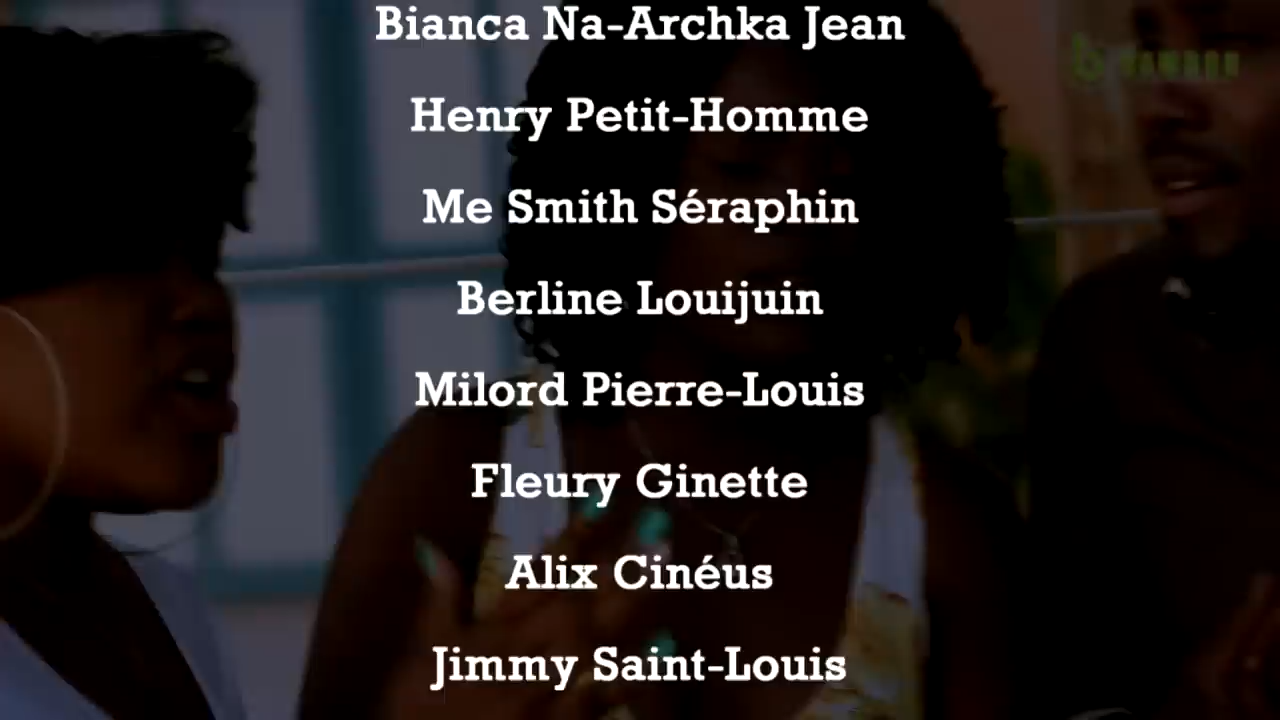 Bianca Na-Archka Jean
Henry Petit-Homme
Me Smith Séraphin
Berline Louijuin
Milord Pierre-Louis
Fleury Ginette
Alix Cinéus
Jimmy Saint-Louis